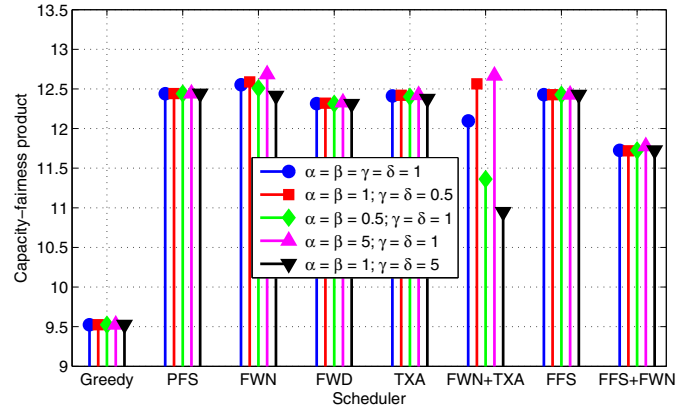 13.5
13
12.5
12
11.5
11
10.5
10
9.5
9
Capacity−fairness product
α = β = γ = δ = 1
α = β = 1; γ = δ = 0.5
α = β = 0.5; γ = δ = 1
α = β = 5; γ = δ = 1
α = β = 1; γ = δ = 5
Greedy PFS FWN FWD TXA FWN+TXA FFS FFS+FWN
Scheduler